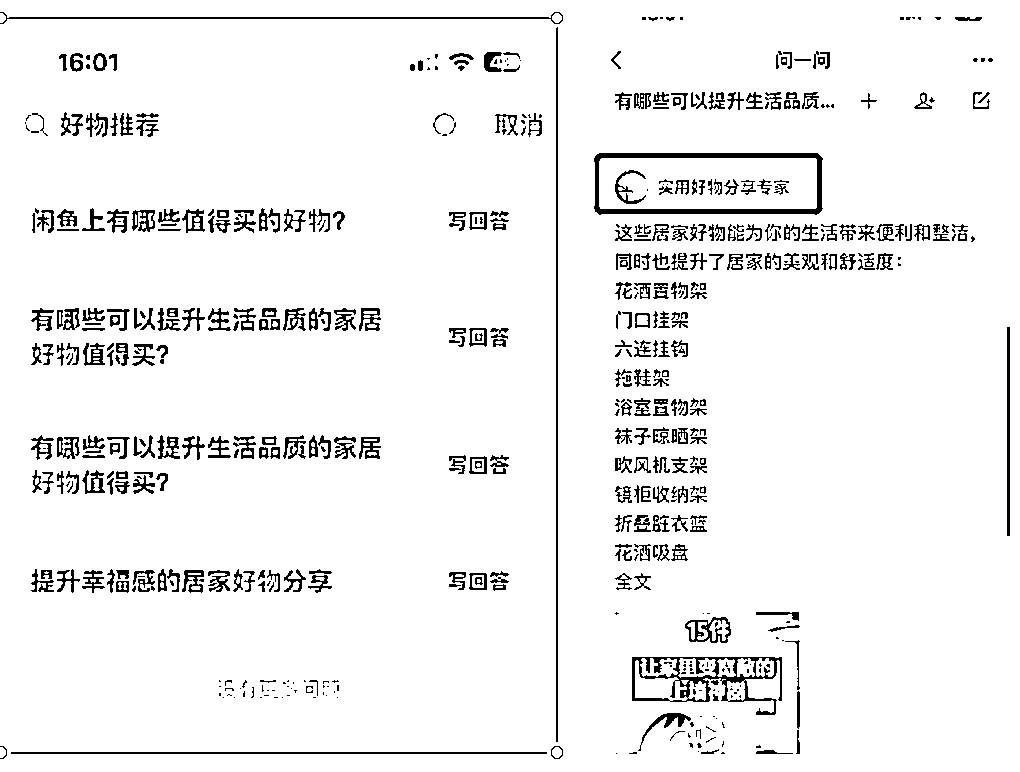 16:01
好物推荐
取消
闲鱼上有哪些值得买的好物?
写回答
有哪些可以提升生活品质的家居
好物值得买?
写回答
有哪些可以提升生活品质的家居
好物值得买?
写回答
提升幸福感的居家好物分享
写回答
没有更多问题
问一问
有哪些可以提升生活品质...
实用好物分享专家
这些居家好物能为你的生活带来便利和整洁，
同时也提升了居家的美观和舒适度：
花洒置物架
门口挂架
六连挂钩
拖鞋架
浴室置物架
袜子晾晒架
吹风机支架
镜柜收纳架
折叠脏衣篮
花洒吸盘
全文
15件
让家里变宽敞的
上墙神器